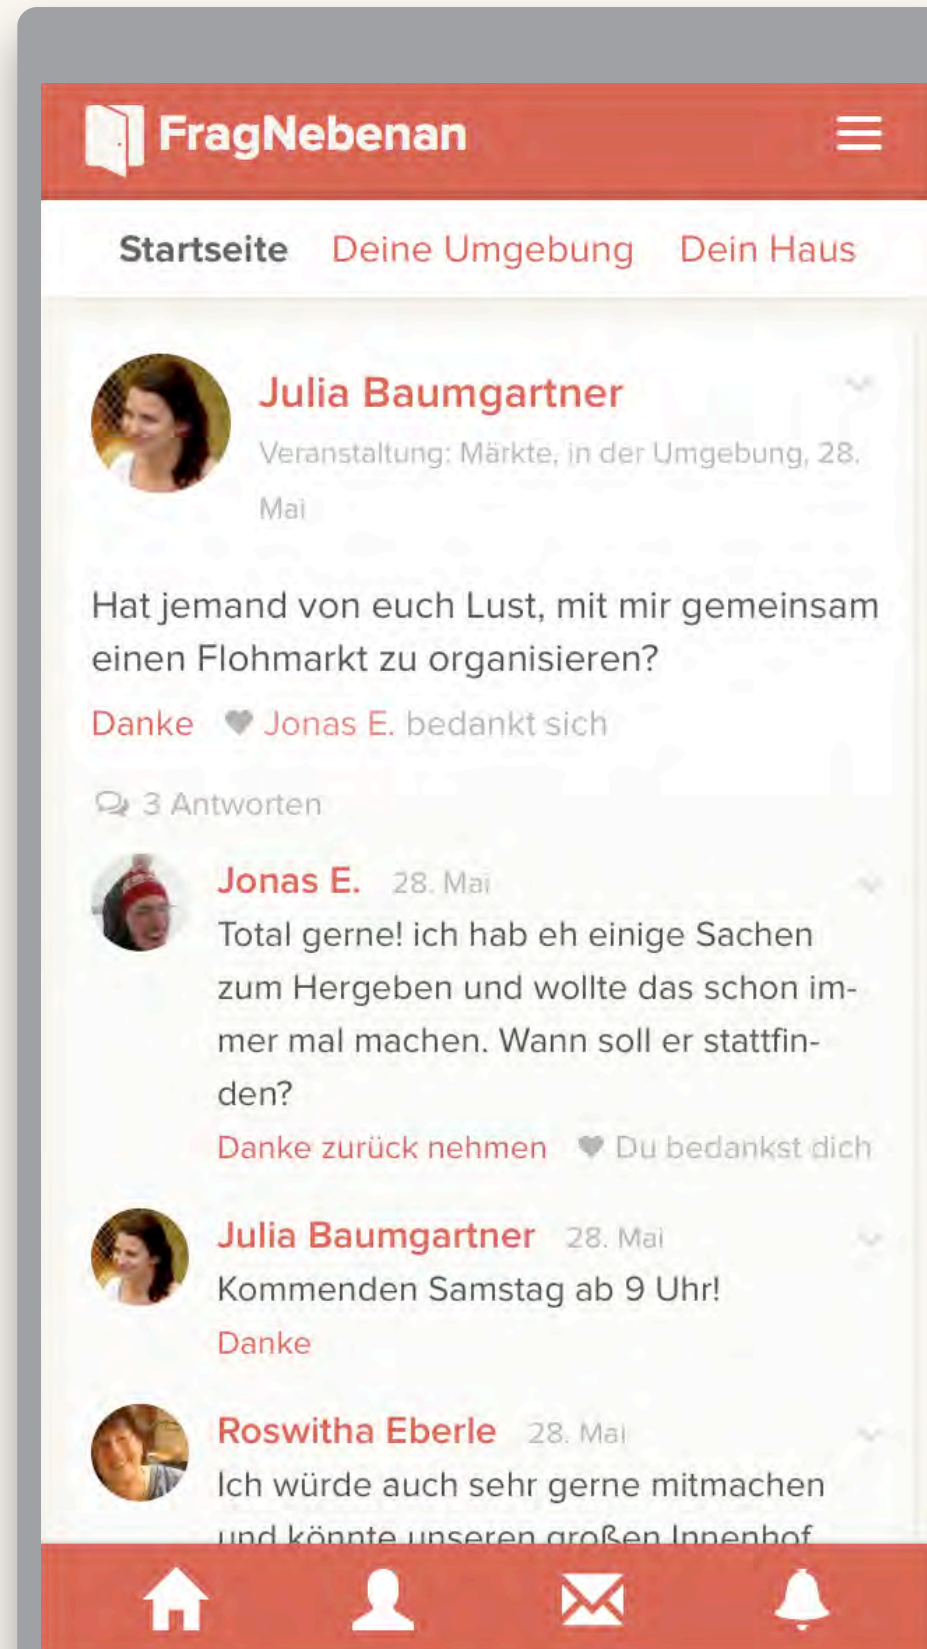 FragNebenan
Startseite Deine Umgebung Dein Haus
Julia Baumgartner
Veranstaltung: Märkte, in der Umgebung, 28.
Mai
Hat jemand von euch Lust, mit mir gemeinsam
einen Flohmarkt zu organisieren?
Danke Jonas E. bedankt sich
3 Antworten
Jonas E. 28. Mai
Total gerne! ich hab eh einige Sachen
zum Hergeben und wollte das schon im-
mer mal machen. Wann soll er stattfin-
den?
Danke zurück nehmen Du bedankst dich
Julia Baumgartner 28. Mai
Kommenden Samstag ab 9 Uhr!
Danke
Roswitha Eberle 28. Mai
Ich würde auch sehr gerne mitmachen
und könnte unseren großen Innenhof